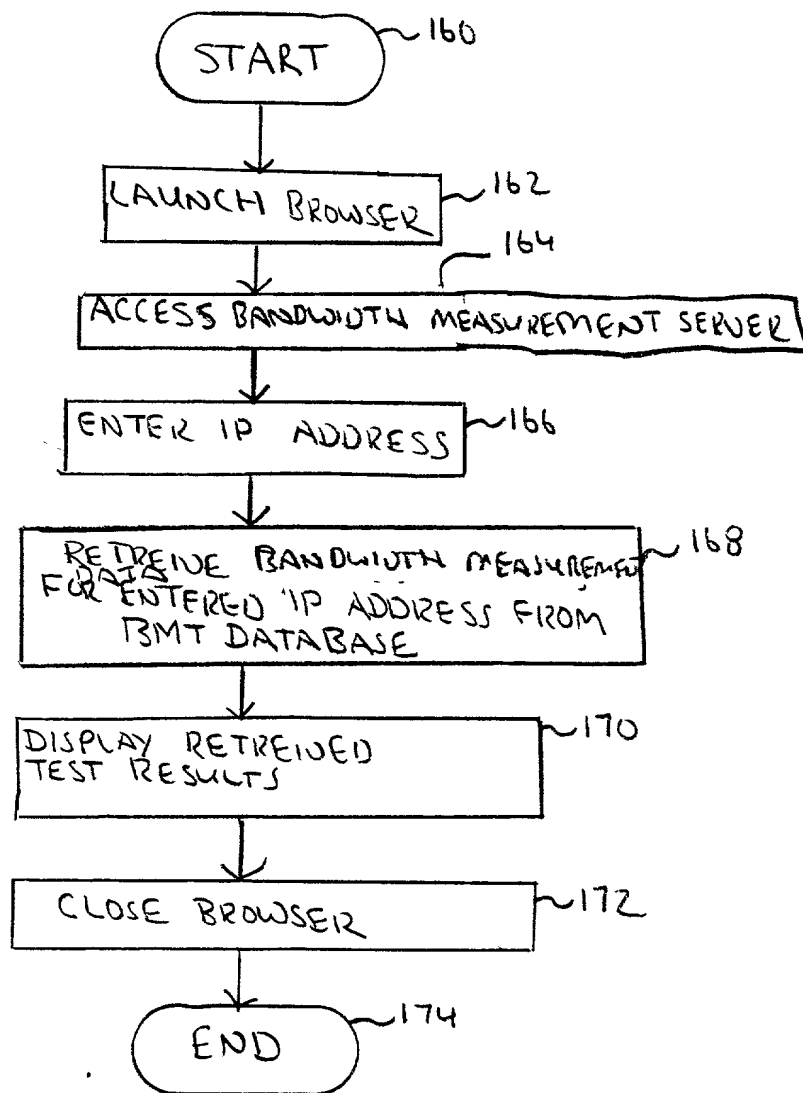 START
160
LAUNCH BROWSER
162
164
ACCESS BANDWIDTH MEASUREMENT SERVER
ENTER IP ADDRESS
166
RETREIVE BANDWIDTH MEASUREMENT
DATA
FOR ENTERED IP ADDRESS FROM
BMT DATABASE
168
DISPLAY RETREIVED
TEST RESULTS
170
CLOSE BROWSER
172
END
174